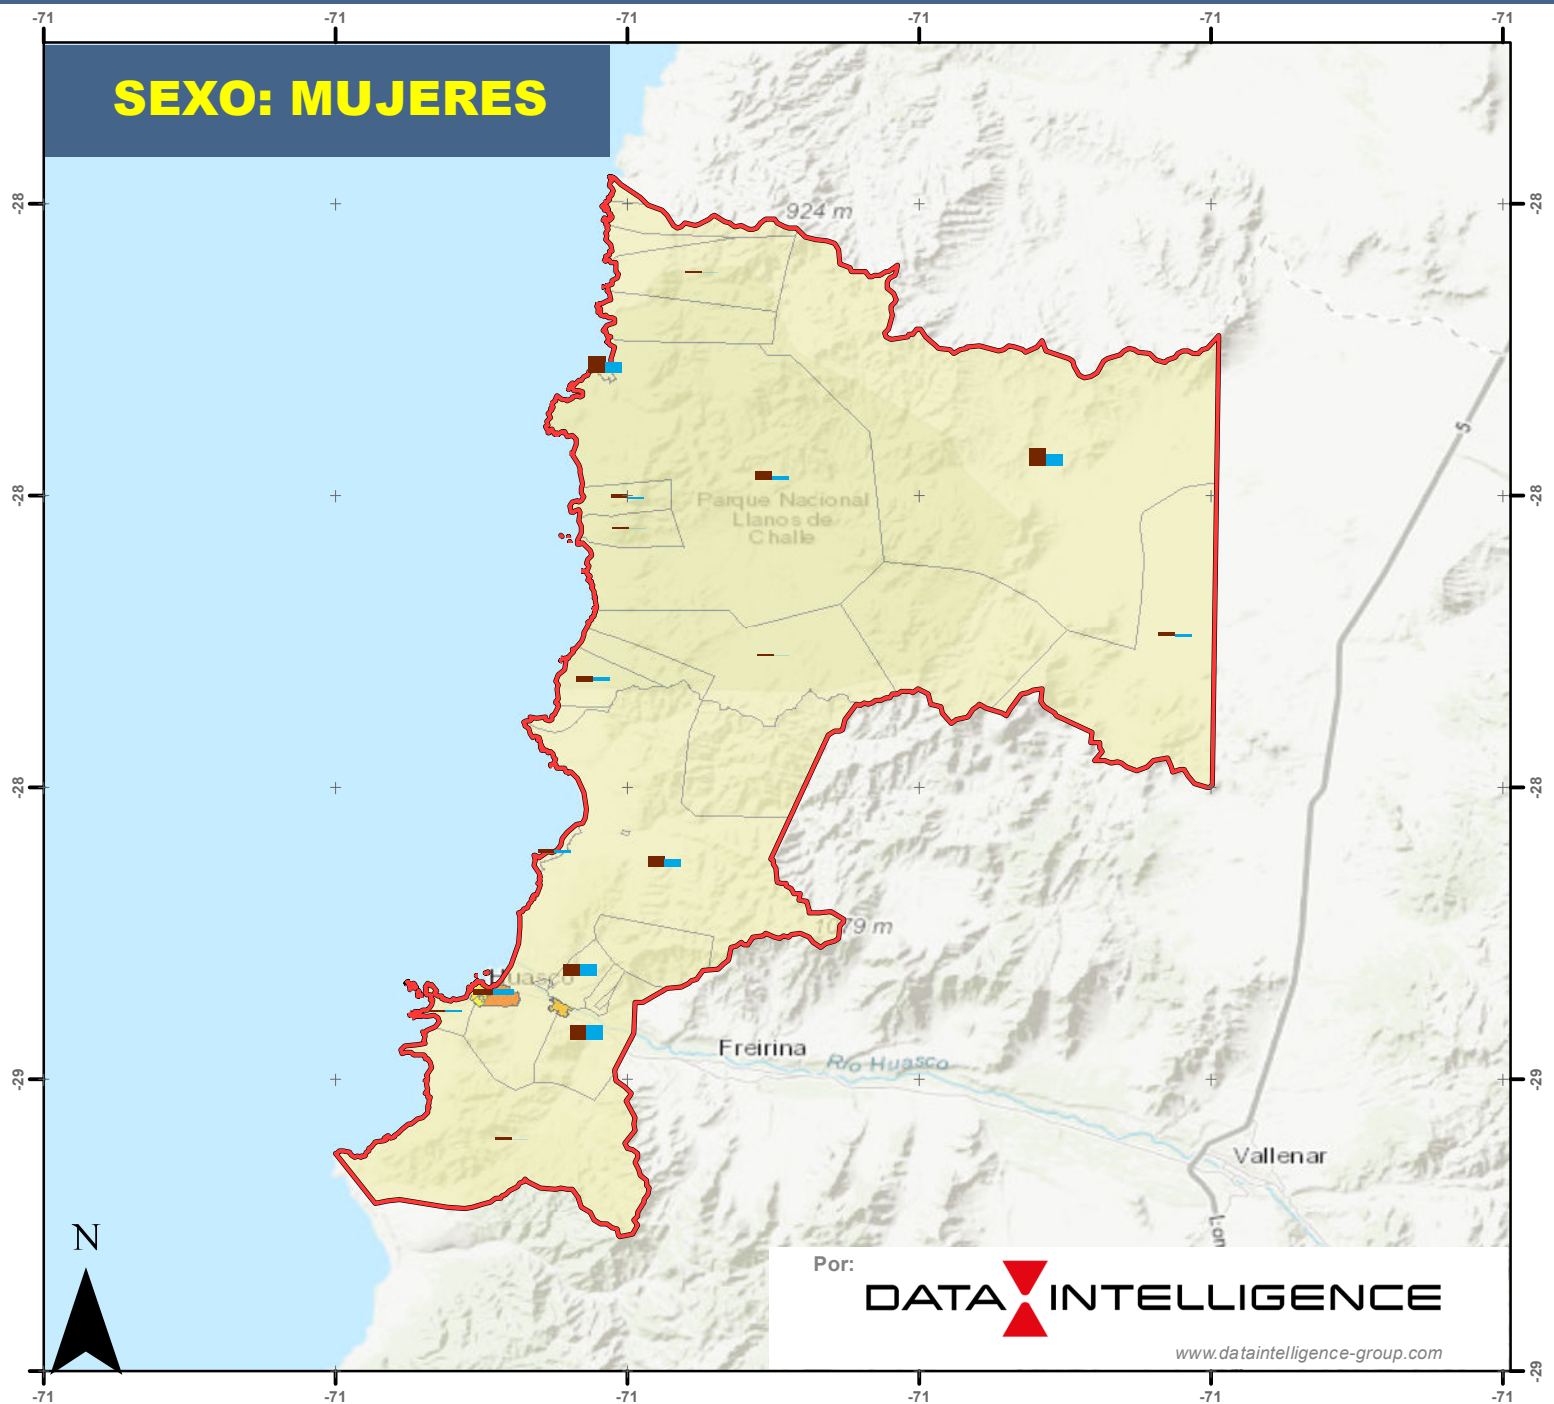 -71 -71 -71 -71 -71 -71
SEXO: MUJERES
-28 -28
924 m
5
-28 -28
Parque Nacional
Llanos de
Challe
-28 -28
79 m
Huasco
Freirina
Río Huasco
-29 -29
Vallenar
N
Lon
Por:
DATA INTELLIGENCE
www.dataintelligence-group.com
-29
-71 -71 -71 -71 -71 -71